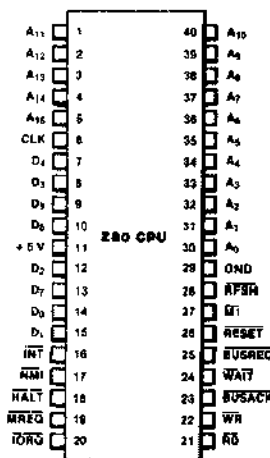 A₁₁ 1 40 A₁₀
A₁₂ 2 39 A₉
A₁₃ 3 38 A₈
A₁₄ 4 37 A₇
A₁₅ 5 36 A₆
CLK 6 35 A₅
D₄ 7 34 A₄
D₃ 8 33 A₃
D₅ 9 32 A₂
D₆ 10 31 A₁
+5 V 11 30 A₀
Z80 CPU
D₂ 12 29 GND
D₇ 13 28 RFSH
D₀ 14 27 M1
D₁ 15 26 RESET
INT 16 25 BUSREQ
NMI 17 24 WAIT
HALT 18 23 BUSACK
MREQ 19 22 WR
IORQ 20 21 RD